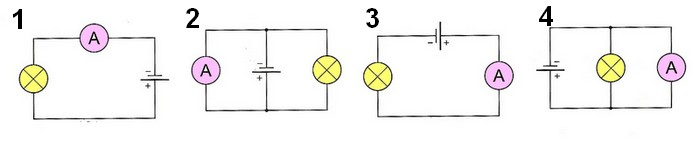 1 2 3 4
A A A A
- - - -
+ + + +